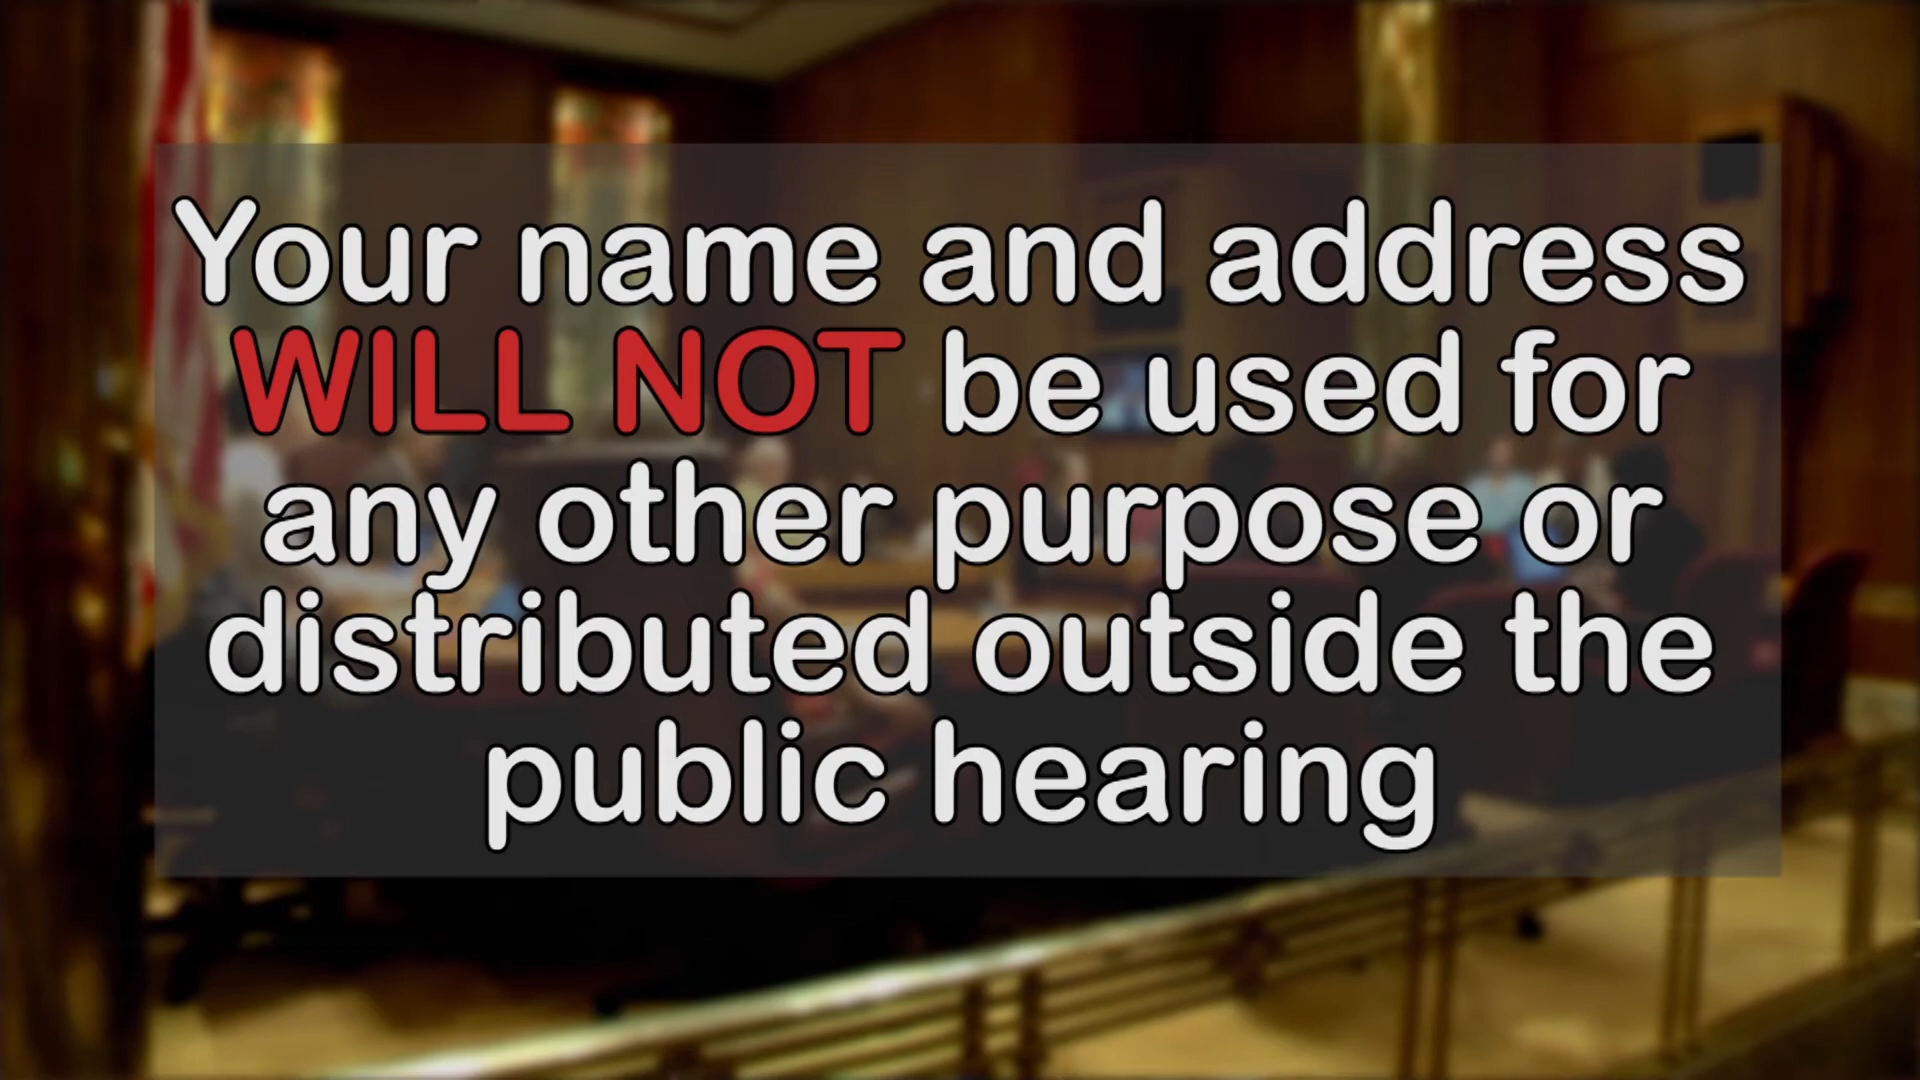 Your name and address
WILL NOT be used for
any other purpose or
distributed outside the
public hearing